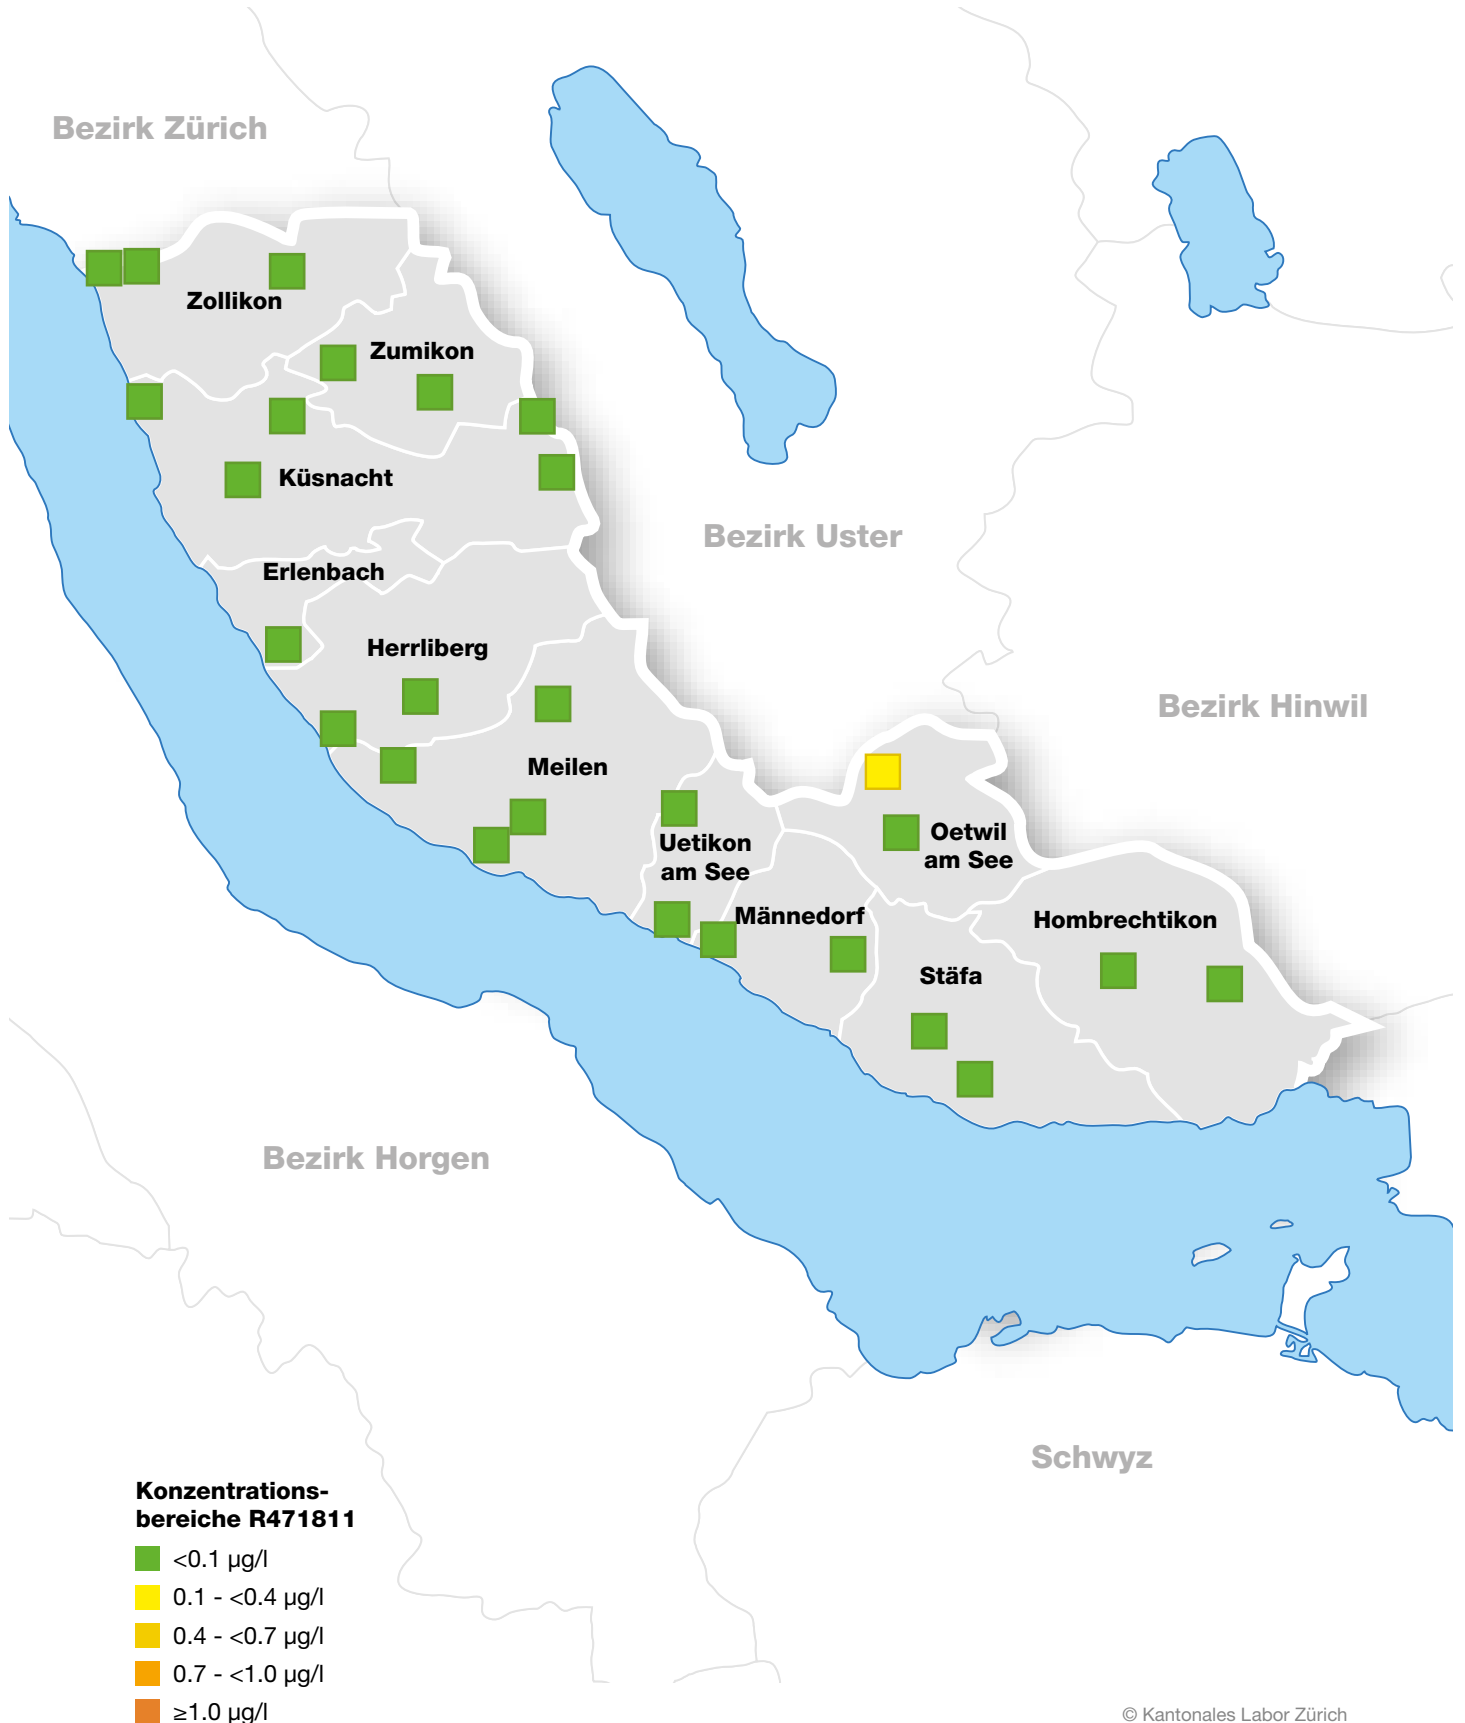 Bezirk Zürich
Zollikon
Zumikon
Küsnacht
Bezirk Uster
Erlenbach
Herrliberg
Bezirk Hinwil
Meilen
Uetikon
am See
Oetwil
am See
Männedorf
Hombrechtikon
Stäfa
Bezirk Horgen
Schwyz
Konzentrations-
bereiche R471811
<0.1 µg/l
0.1 - <0.4 µg/l
0.4 - <0.7 µg/l
0.7 - <1.0 µg/l
≥1.0 µg/l
© Kantonales Labor Zürich